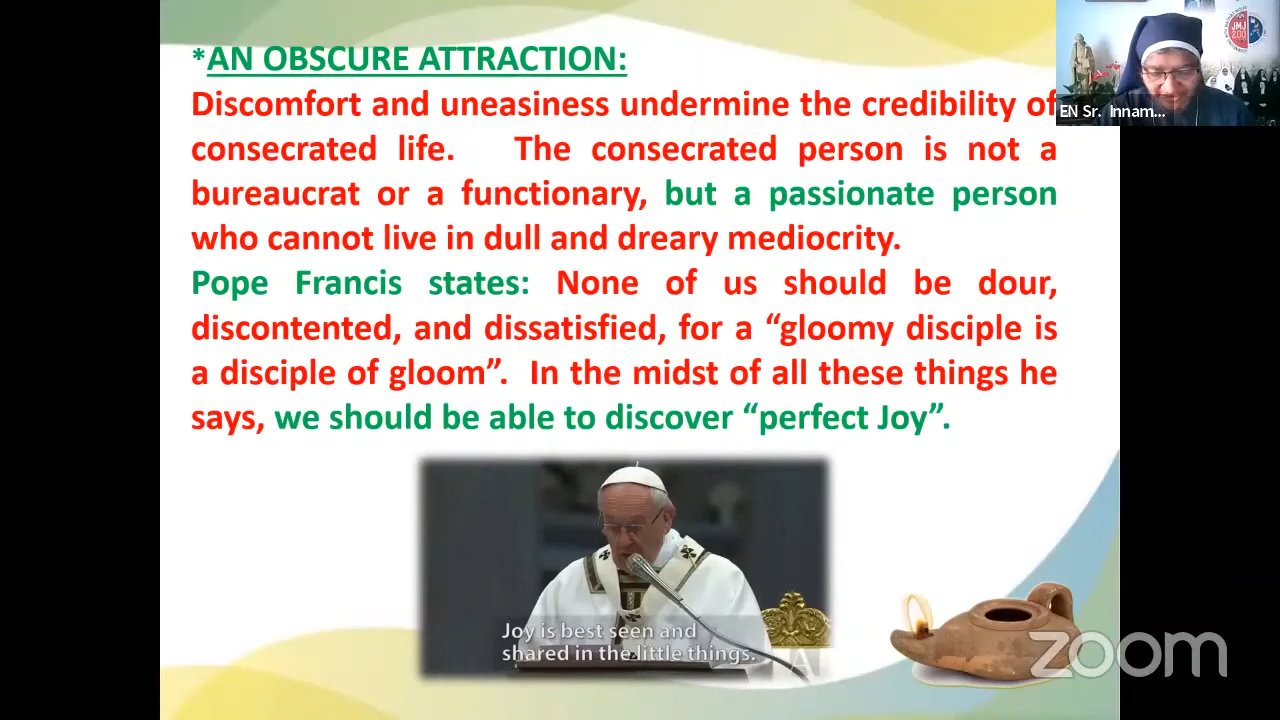 *AN OBSCURE ATTRACTION:
Discomfort and uneasiness undermine the credibility of
consecrated life. The consecrated person is not a
bureaucrat or a functionary, but a passionate person
who cannot live in dull and dreary mediocrity.
Pope Francis states: None of us should be dour,
discontented, and dissatisfied, for a “gloomy disciple is
a disciple of gloom”. In the midst of all these things he
says, we should be able to discover “perfect Joy”.
Joy is best seen and
shared in the little things.
JMJ
200
EN Sr. Innam...
zoom